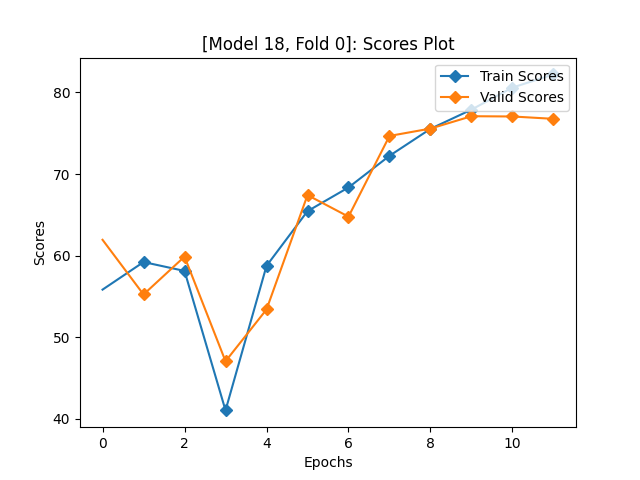 [Model 18, Fold 0]: Scores Plot
Train Scores
Valid Scores
80
70
60
50
40
Scores
0 2 4 6 8 10
Epochs